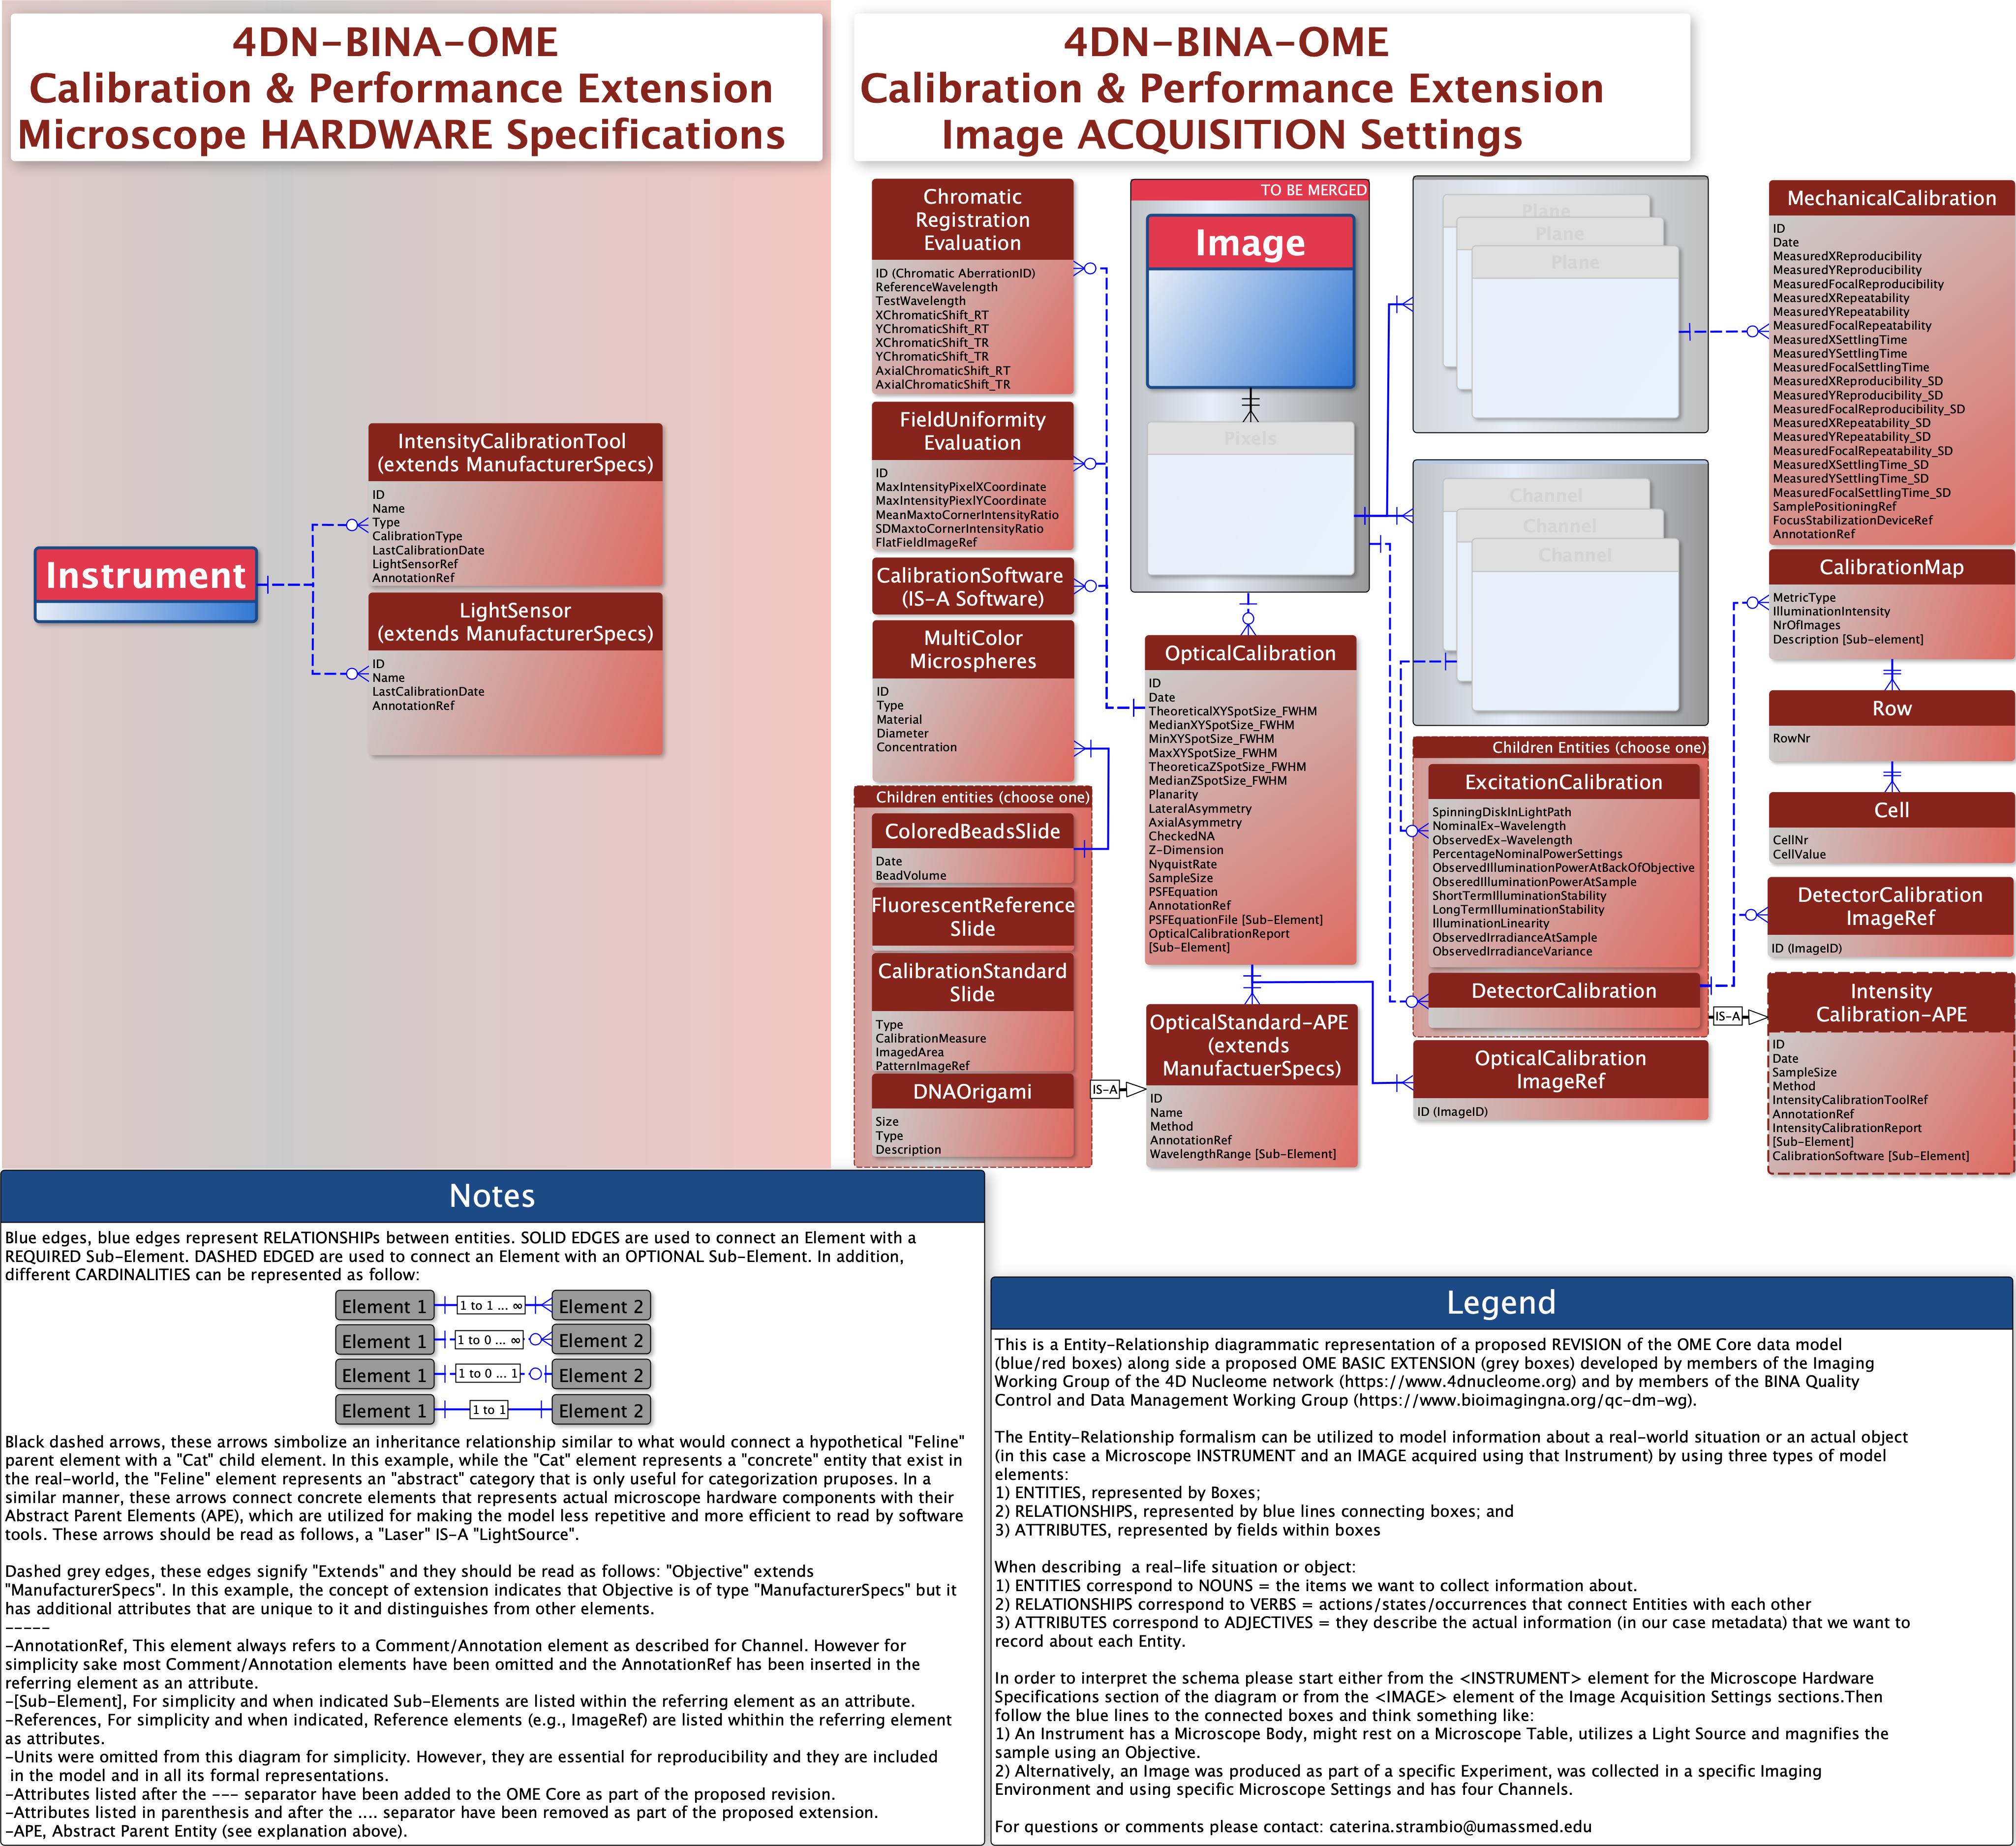 4DN-BINA-OME
Calibration & Performance Extension
Microscope HARDWARE Specifications
Instrument
IntensityCalibrationTool
(extends ManufacturerSpecs)
ID
Name
Type
CalibrationType
LastCalibrationDate
LightSensorRef
AnnotationRef
LightSensor
(extends ManufacturerSpecs)
ID
Name
LastCalibrationDate
AnnotationRef
4DN-BINA-OME
Calibration & Performance Extension
Image ACQUISITION Settings
Chromatic
Registration
Evaluation
ID (Chromatic AberrationID)
ReferenceWavelength
TestWavelength
XChromaticShift_RT
YChromaticShift_RT
XChromaticShift_TR
YChromaticShift_TR
AxialChromaticShift_RT
AxialChromaticShift_TR
FieldUniformity
Evaluation
ID
MaxIntensityPixelXCoordinate
MaxIntensityPiexlYCoordinate
MeanMaxtoCornerIntensityRatio
SDMaxtoCornerIntensityRatio
FlatFieldImageRef
CalibrationSoftware
(IS-A Software)
MultiColor
Microspheres
ID
Type
Material
Diameter
Concentration
Children entities (choose one)
ColoredBeadsSlide
Date
BeadVolume
FluorescentReference
Slide
CalibrationStandard
Slide
Type
CalibrationMeasure
ImagedArea
PatternImageRef
DNAOrigami
Size
Type
Description
IS-A
TO BE MERGED
Image
Pixels
OpticalCalibration
ID
Date
TheoreticalXYSpotSize_FWHM
MedianXYSpotSize_FWHM
MinXYSpotSize_FWHM
MaxXYSpotSize_FWHM
TheoreticaZSpotSize_FWHM
MedianZSpotSize_FWHM
Planarity
LateralAsymmetry
AxialAsymmetry
CheckedNA
Z-Dimension
NyquistRate
SampleSize
PSFEquation
AnnotationRef
PSFEquationFile [Sub-Element]
OpticalCalibrationReport
[Sub-Element]
OpticalStandard-APE
(extends
ManufactuerSpecs)
ID
Name
Method
AnnotationRef
WavelengthRange [Sub-Element]
Plane
Plane
Plane
Channel
Channel
Channel
Children Entities (choose one)
ExcitationCalibration
SpinningDiskInLightPath
NominalEx-Wavelength
ObservedEx-Wavelength
PercentageNominalPowerSettings
ObservedIlluminationPowerAtBackOfObjective
ObseredIlluminationPowerAtSample
ShortTermIlluminationStability
LongTermIlluminationStability
IlluminationLinearity
ObservedIrradianceAtSample
ObservedIrradianceVariance
DetectorCalibration
IS-A
OpticalCalibration
ImageRef
ID (ImageID)
MechanicalCalibration
ID
Date
MeasuredXReproducibility
MeasuredYReproducibility
MeasuredFocalReproducibility
MeasuredXRepeatability
MeasuredYRepeatability
MeasuredFocalRepeatability
MeasuredXSettlingTime
MeasuredYSettlingTime
MeasuredFocalSettlingTime
MeasuredXReproducibility_SD
MeasuredYReproducibility_SD
MeasuredFocalReproducibility_SD
MeasuredXRepeatability_SD
MeasuredYRepeatability_SD
MeasuredFocalRepeatability_SD
MeasuredXSettlingTime_SD
MeasuredYSettlingTime_SD
MeasuredFocalSettlingTime_SD
SamplePositioningRef
FocusStabilizationDeviceRef
AnnotationRef
CalibrationMap
MetricType
IlluminationIntensity
NrOfImages
Description [Sub-element]
Row
RowNr
Cell
CellNr
CellValue
DetectorCalibration
ImageRef
ID (ImageID)
Intensity
Calibration-APE
ID
Date
SampleSize
Method
IntensityCalibrationToolRef
AnnotationRef
IntensityCalibrationReport
[Sub-Element]
CalibrationSoftware [Sub-Element]
Notes
Blue edges, blue edges represent RELATIONSHIPs between entities. SOLID EDGES are used to connect an Element with a
REQUIRED Sub-Element. DASHED EDGED are used to connect an Element with an OPTIONAL Sub-Element. In addition,
different CARDINALITIES can be represented as follow:
Element 1 1 to 1 ... ∞ Element 2
Element 1 1 to 0 ... ∞ Element 2
Element 1 1 to 0 ... 1 Element 2
Element 1 1 to 1 Element 2
Black dashed arrows, these arrows simbolize an inheritance relationship similar to what would connect a hypothetical "Feline"
parent element with a "Cat" child element. In this example, while the "Cat" element represents a "concrete" entity that exist in
the real-world, the "Feline" element represents an "abstract" category that is only useful for categorization pruposes. In a
similar manner, these arrows connect concrete elements that represents actual microscope hardware components with their
Abstract Parent Elements (APE), which are utilized for making the model less repetitive and more efficient to read by software
tools. These arrows should be read as follows, a "Laser" IS-A "LightSource".
Dashed grey edges, these edges signify "Extends" and they should be read as follows: "Objective" extends
"ManufacturerSpecs". In this example, the concept of extension indicates that Objective is of type "ManufacturerSpecs" but it
has additional attributes that are unique to it and distinguishes from other elements.
-----
-AnnotationRef, This element always refers to a Comment/Annotation element as described for Channel. However for
simplicity sake most Comment/Annotation elements have been omitted and the AnnotationRef has been inserted in the
referring element as an attribute.
-[Sub-Element], For simplicity and when indicated Sub-Elements are listed within the referring element as an attribute.
-References, For simplicity and when indicated, Reference elements (e.g., ImageRef) are listed whithin the referring element
as attributes.
-Units were omitted from this diagram for simplicity. However, they are essential for reproducibility and they are included
in the model and in all its formal representations.
-Attributes listed after the --- separator have been added to the OME Core as part of the proposed revision.
-Attributes listed in parenthesis and after the .... separator have been removed as part of the proposed extension.
-APE, Abstract Parent Entity (see explanation above).
Legend
This is a Entity-Relationship diagrammatic representation of a proposed REVISION of the OME Core data model
(blue/red boxes) along side a proposed OME BASIC EXTENSION (grey boxes) developed by members of the Imaging
Working Group of the 4D Nucleome network (https://www.4dnucleome.org) and by members of the BINA Quality
Control and Data Management Working Group (https://www.bioimagingna.org/qc-dm-wg).
The Entity-Relationship formalism can be utilized to model information about a real-world situation or an actual object
(in this case a Microscope INSTRUMENT and an IMAGE acquired using that Instrument) by using three types of model
elements:
1) ENTITIES, represented by Boxes;
2) RELATIONSHIPS, represented by blue lines connecting boxes; and
3) ATTRIBUTES, represented by fields within boxes
When describing a real-life situation or object:
1) ENTITIES correspond to NOUNS = the items we want to collect information about.
2) RELATIONSHIPS correspond to VERBS = actions/states/occurrences that connect Entities with each other
3) ATTRIBUTES correspond to ADJECTIVES = they describe the actual information (in our case metadata) that we want to
record about each Entity.
In order to interpret the schema please start either from the <INSTRUMENT> element for the Microscope Hardware
Specifications section of the diagram or from the <IMAGE> element of the Image Acquisition Settings sections.Then
follow the blue lines to the connected boxes and think something like:
1) An Instrument has a Microscope Body, might rest on a Microscope Table, utilizes a Light Source and magnifies the
sample using an Objective.
2) Alternatively, an Image was produced as part of a specific Experiment, was collected in a specific Imaging
Environment and using specific Microscope Settings and has four Channels.
For questions or comments please contact: caterina.strambio@umassmed.edu